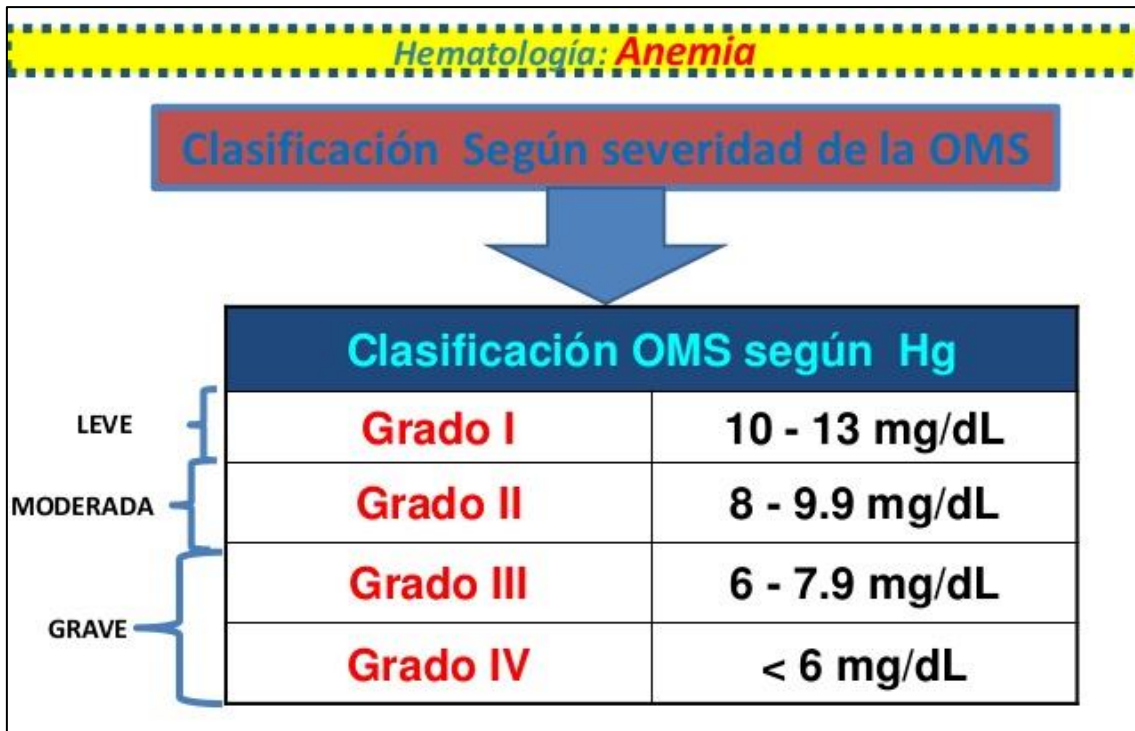 Hematología: Anemia
Clasificación Según severidad de la OMS
Clasificación OMS según Hg
LEVE
Grado I
10 - 13 mg/dL
MODERADA
Grado II
8 - 9.9 mg/dL
GRAVE
Grado III
6 - 7.9 mg/dL
Grado IV
< 6 mg/dL